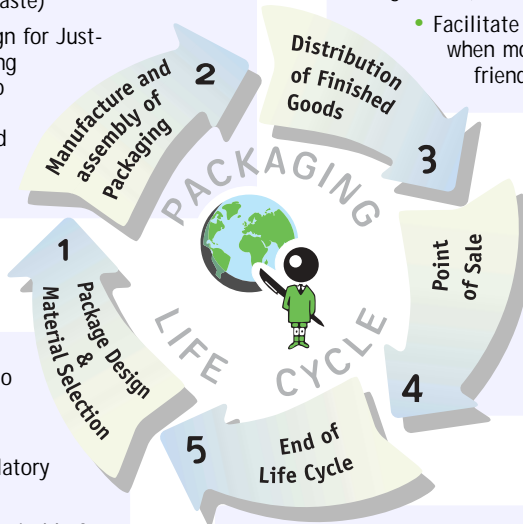 aste)
gn for Just-
ng
o
d
• Facilitate
when mo
friend
2
Manufacture and
assembly of
Packaging
Distribution
of Finished
Goods
3
PACKAGING
LIFE CYCLE
1
Package Design
&
Material Selection
Point
of Sale
4
5
End of
Life Cycle
o
latory